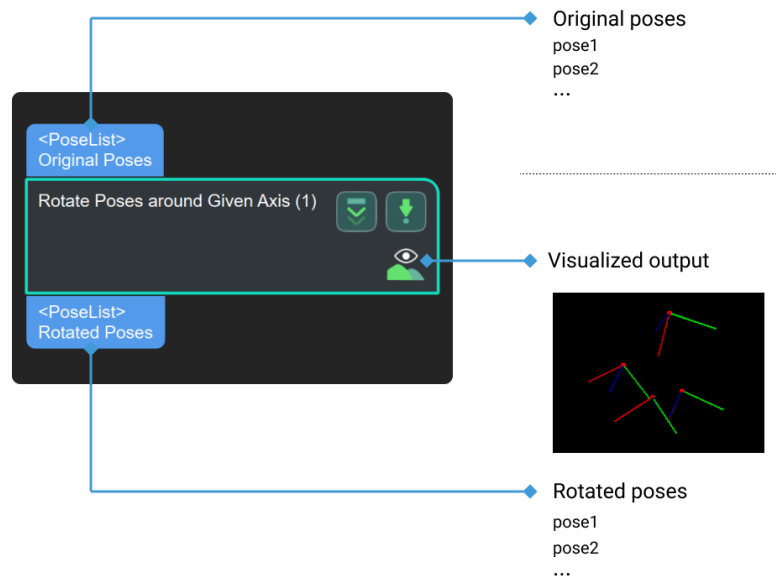 Original poses
pose1
pose2
...
<PoseList>
Original Poses
Rotate Poses around Given Axis (1)
Visualized output
<PoseList>
Rotated Poses
Rotated poses
pose1
pose2
...